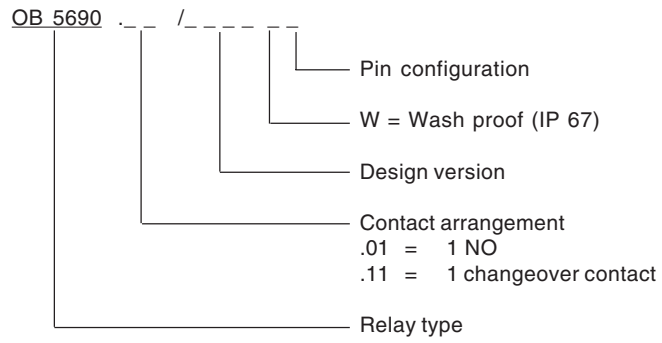 OB 5690 ._ _ /_ _ _ _ _ _
Pin configuration
W = Wash proof (IP 67)
Design version
Contact arrangement
.01 = 1 NO
.11 = 1 changeover contact
Relay type